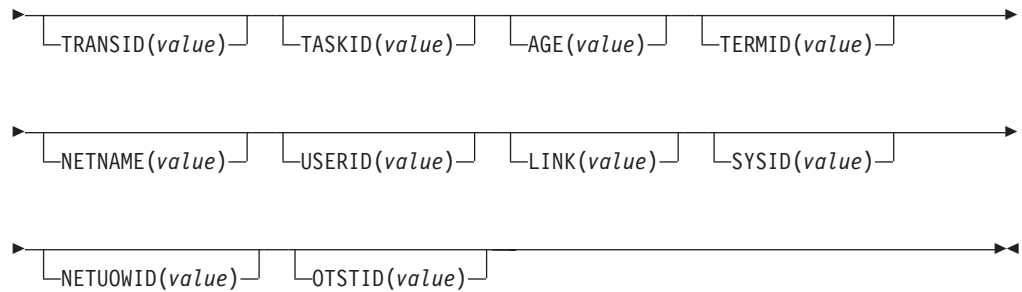 TRANSID(value) TASKID(value) AGE(value) TERMID(value)
NETNAME(value) USERID(value) LINK(value) SYSID(value)
NETUOWID(value) OTSTID(value)